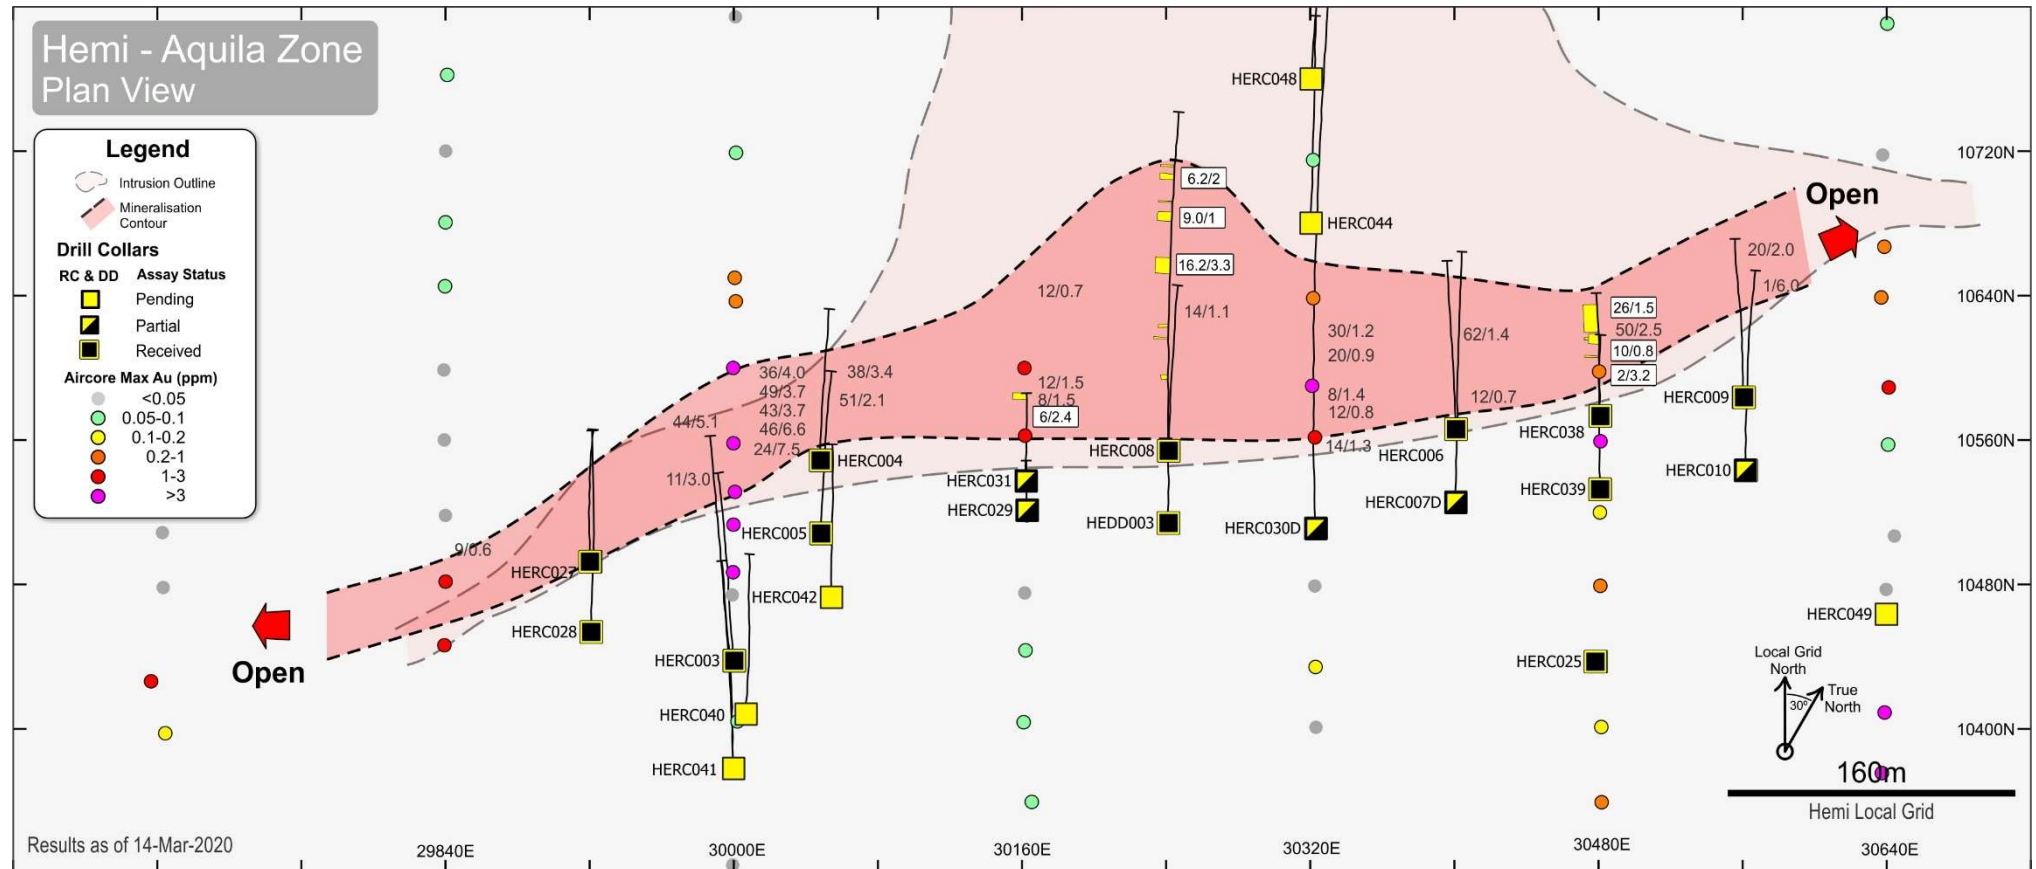 Hemi - Aquila Zone
Plan View
Legend
Intrusion Outline
Mineralisation
Contour
Drill Collars
RC & DD Assay Status
Pending
Partial
Received
Aircore Max Au (ppm)
<0.05
0.05-0.1
0.1-0.2
0.2-1
1-3
>3
HERC048
10720N
Open
6.2/2
9.0/1
HERC044
20/2.0
16.2/3.3
12/0.7
1/6.0
10640N
14/1.1
26/1.5
30/1.2
62/1.4
50/2.5
20/0.9
10/0.8
36/4.0
38/3.4
2/3.2
12/1.5
49/3.7
51/2.1
8/1.5
8/1.4
12/0.7
HERC009
43/3.7
6/2.4
12/0.8
44/5.1
46/6.6
HERC038
24/7.5
HERC004
HERC008
14/1.3
HERC006
10560N
11/3.0
HERC031
HERC010
HERC039
HERC029
HERC007D
HERC005
HEDD003
HERC030D
9/0.6
HERC027
10480N
HERC042
HERC049
HERC028
Open
HERC003
HERC025
Local Grid
North
True
North
30°
HERC040
10400N
HERC041
160m
Hemi Local Grid
Results as of 14-Mar-2020
29840E
30000E
30160E
30320E
30480E
30640E